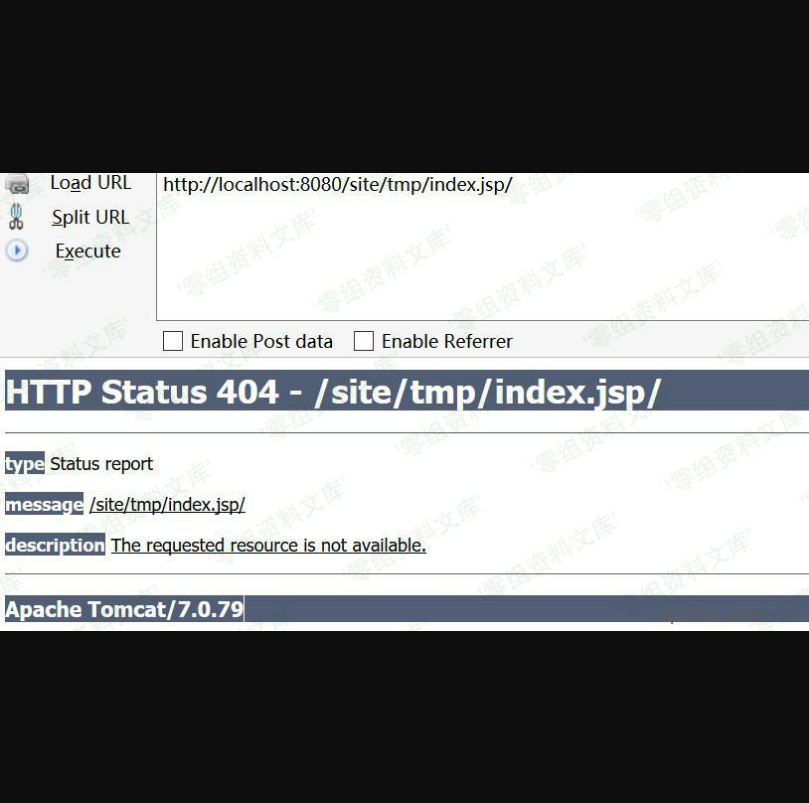 Load URL
http://localhost:8080/site/tmp/index.jsp/
Split URL
Execute
Enable Post data
Enable Referrer
HTTP Status 404 - /site/tmp/index.jsp/
type Status report
message /site/tmp/index.jsp/
description The requested resource is not available.
Apache Tomcat/7.0.79
零组资料文库